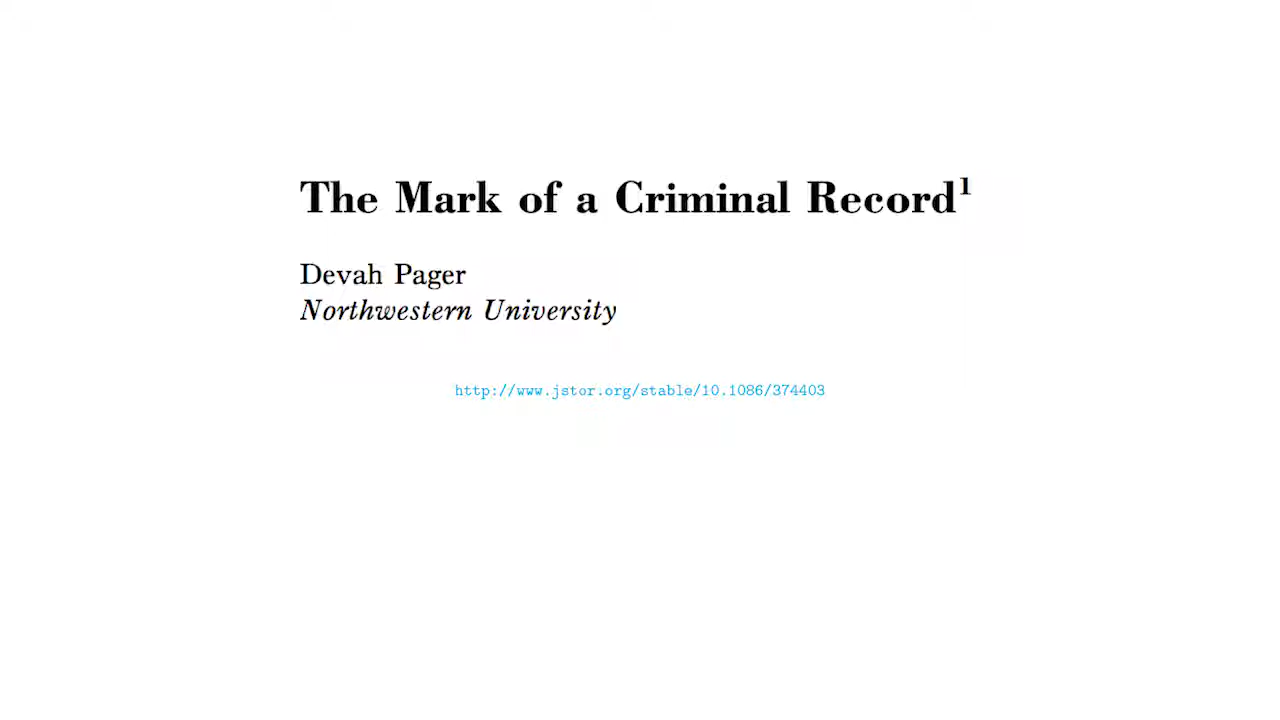 The Mark of a Criminal Record¹
Devah Pager
Northwestern University
http://www.jstor.org/stable/10.1086/374403